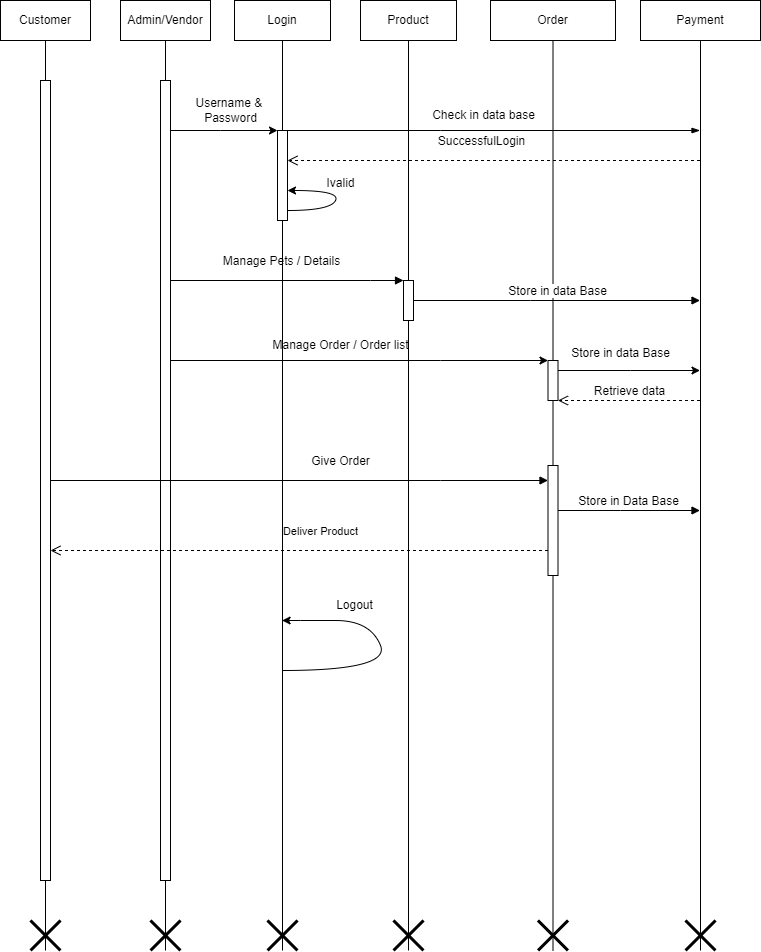 Customer
Admin/Vendor
Login
Product
Order
Payment
Username &
Password
Check in data base
SuccessfulLogin
Ivalid
Manage Pets / Details
Store in data Base
Manage Order / Order list
Store in data Base
Retrieve data
Give Order
Store in Data Base
Deliver Product
Logout